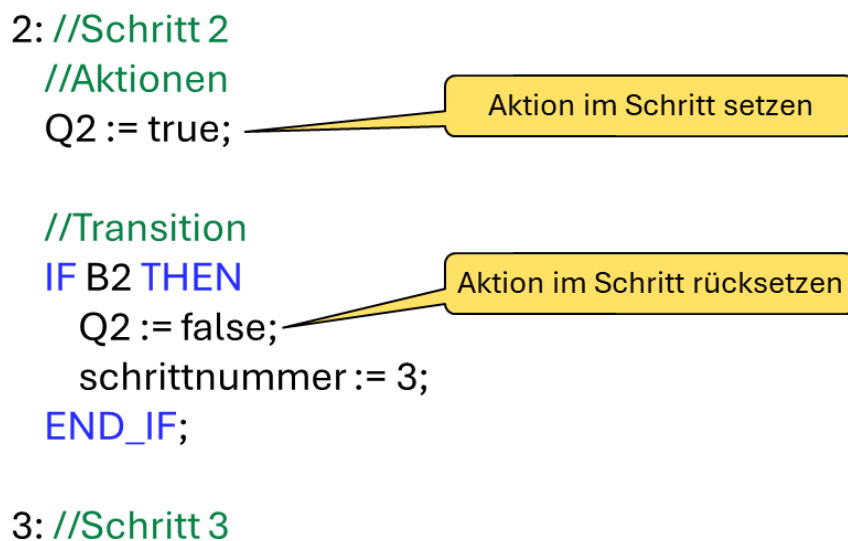 2: //Schritt 2
//Aktionen
Q2 := true;
Aktion im Schritt setzen
//Transition
IF B2 THEN
Q2 := false;
Aktion im Schritt rücksetzen
schrittnummer := 3;
END_IF;
3: //Schritt 3